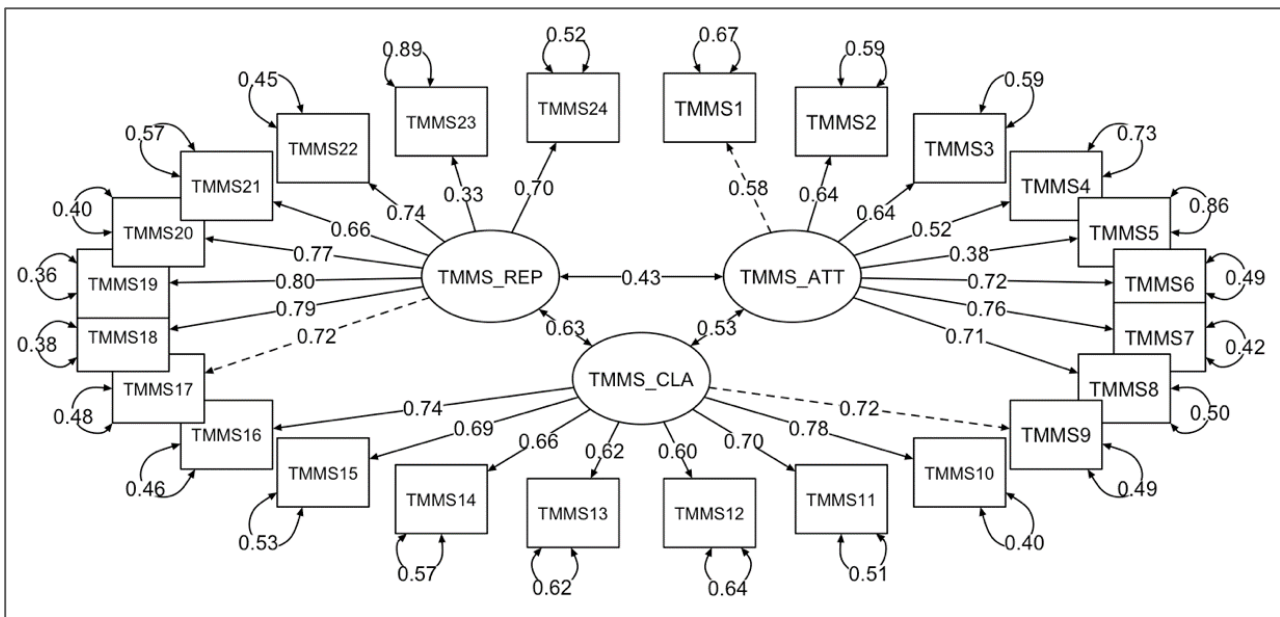 0.52 0.67
0.89 0.59
0.45 0.59
TMMS24 TMMS1
TMMS23 TMMS2
0.57 TMMS22 TMMS3 0.73
TMMS21 TMMS4
0.33 0.70 0.58 0.64
0.40 0.74 0.64 0.86
TMMS20 0.66 0.52 TMMS5
0.77 0.38
0.36 TMMS19 0.80 TMMS_REP 0.43 TMMS_ATT 0.72 TMMS6 0.49
0.79 0.76
0.63 0.53
0.38 TMMS18 0.72 0.71 TMMS7 0.42
TMMS_CLA
TMMS17 TMMS8
0.48 0.74 0.72 0.50
TMMS16 0.69 0.78 TMMS9
0.66 0.62 0.60 0.70
TMMS15 TMMS10
0.46 0.49
TMMS14 TMMS11
TMMS13 TMMS12
0.53 0.40
0.57 0.51
0.62 0.64